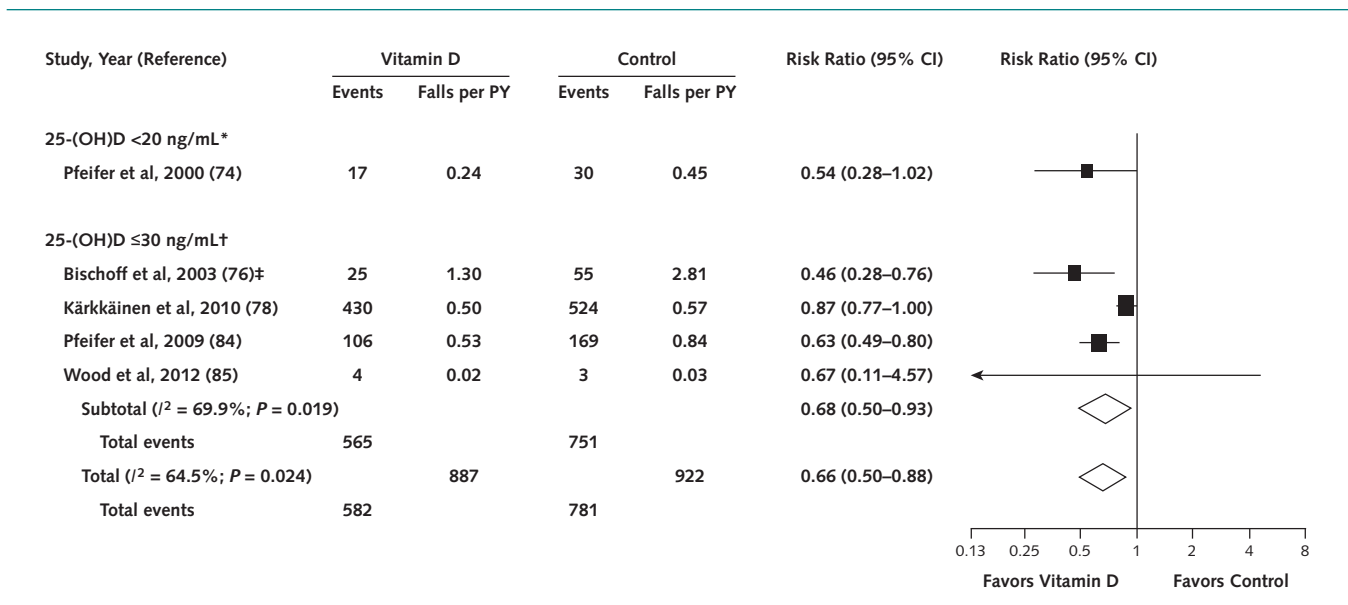 Study, Year (Reference) Vitamin D Control Risk Ratio (95% CI) Risk Ratio (95% CI)
Events Falls per PY Events Falls per PY
25-(OH)D <20 ng/mL*
Pfeifer et al, 2000 (74) 17 0.24 30 0.45 0.54 (0.28–1.02)
25-(OH)D ≤30 ng/mL†
Bischoff et al, 2003 (76)‡ 25 1.30 55 2.81 0.46 (0.28–0.76)
Kärkkäinen et al, 2010 (78) 430 0.50 524 0.57 0.87 (0.77–1.00)
Pfeifer et al, 2009 (84) 106 0.53 169 0.84 0.63 (0.49–0.80)
Wood et al, 2012 (85) 4 0.02 3 0.03 0.67 (0.11–4.57)
Subtotal (I² = 69.9%; P = 0.019) 0.68 (0.50–0.93)
Total events 565 751
Total (I² = 64.5%; P = 0.024) 887 922 0.66 (0.50–0.88)
Total events 582 781
0.13 0.25 0.5 1 2 4 8
Favors Vitamin D Favors Control